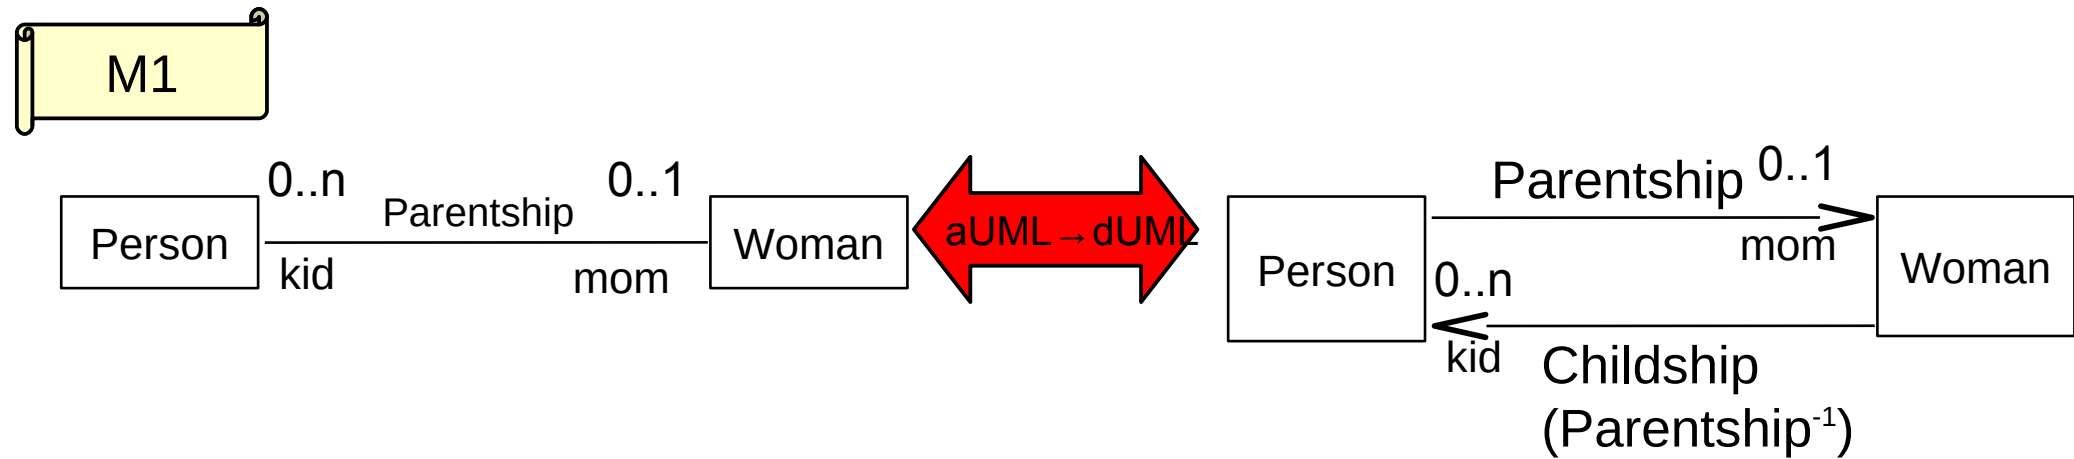 M1
0..n
0..1
Parentship
Person
Woman
kid
mom
aUML→dUML
Parentship
0..1
Person
mom
Woman
0..n
kid
Childship
(Parentship⁻¹)